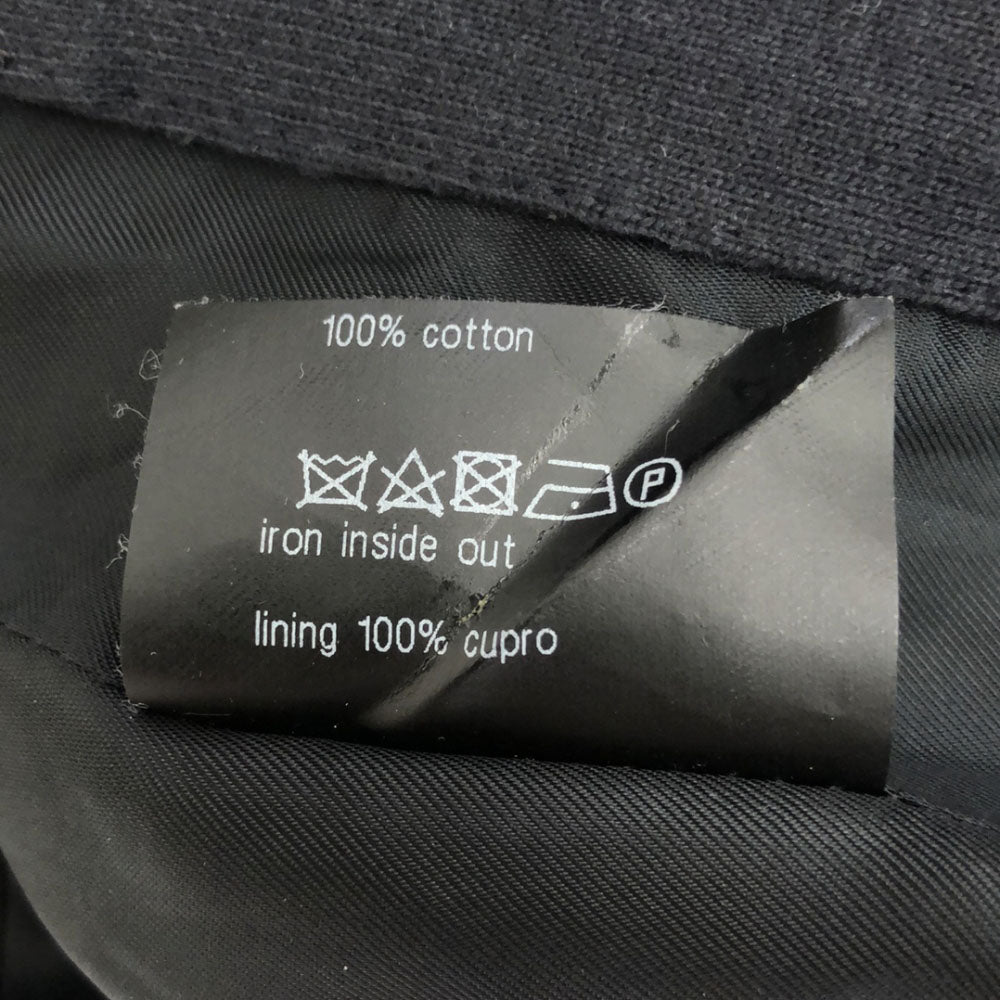 100% cotton
P
iron inside out
lining 100% cupro